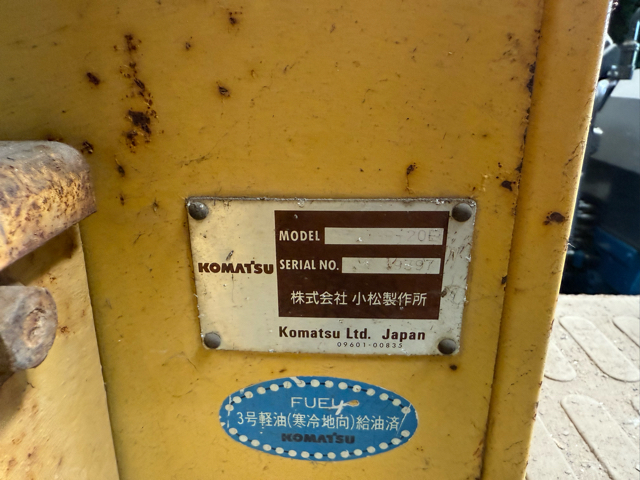 MODEL
KOMATSU
SERIAL NO.
株式会社 小松製作所
Komatsu Ltd. Japan
09601-00835
FUEL
3号軽油(寒冷地向)給油済
KOMATSU